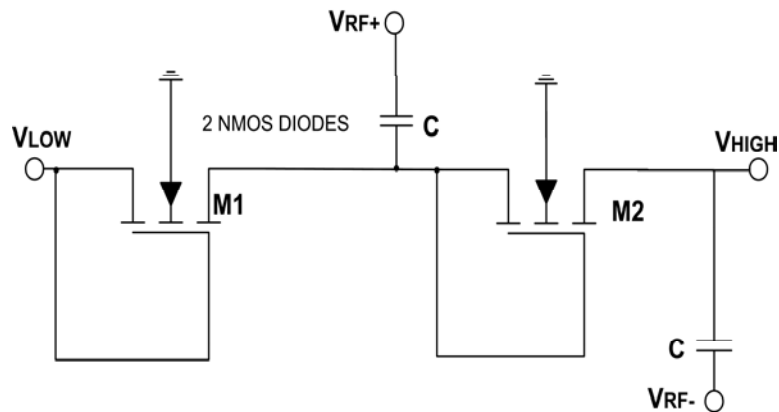 VRF+
2 NMOS DIODES
C
VLOW
VHIGH
M1
M2
C
VRF-